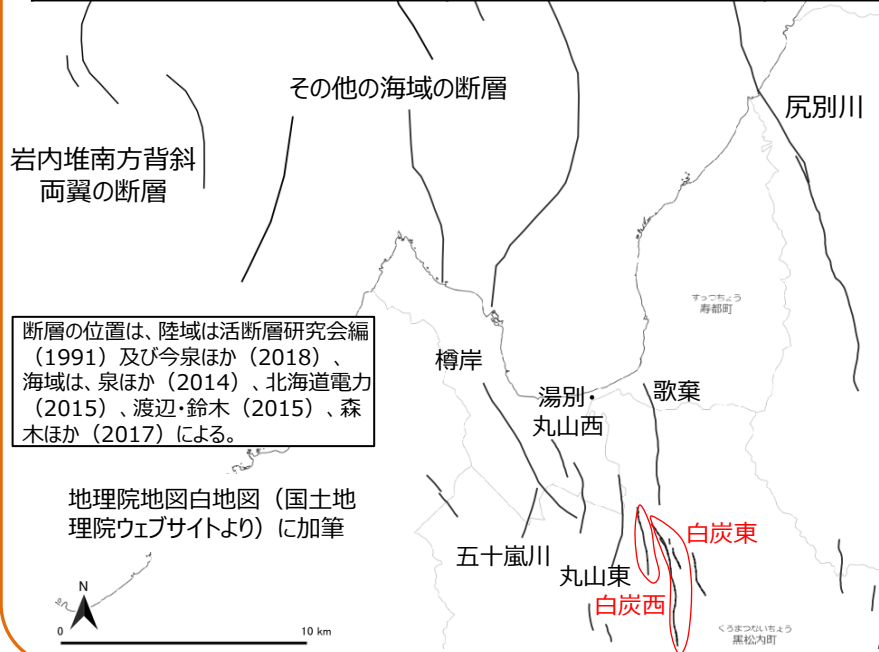 その他の海域の断層
尻別川
岩内堆南方背斜
両翼の断層
すっつちょう
寿都町
断層の位置は、陸域は活断層研究会編
(1991)及び今泉ほか(2018)、
海域は、泉ほか(2014)、北海道電力
(2015)、渡辺・鈴木(2015)、森
木ほか(2017)による。
樽岸
湯別
歌棄
丸山西
地理院地図白地図(国土地
理院ウェブサイトより)に加筆
白炭東
五十嵐川
丸山東
白炭西
N
0
10 km
くろまつないちょう
黒松内町